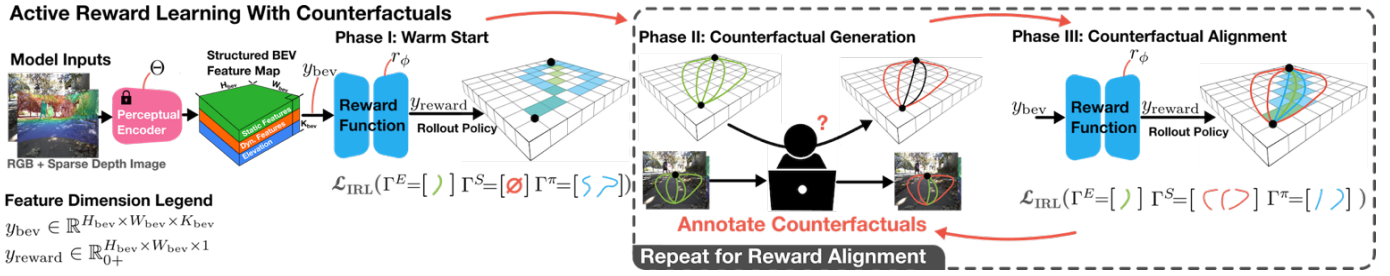 Active Reward Learning With Counterfactuals
Model Inputs
RGB + Sparse Depth Image
Θ
Perceptual
Encoder
Structured BEV
Feature Map
H_bev
W_bev
K_bev
Static Features
Dyn. Features
Elevation
y_bev
Phase I: Warm Start
r_ϕ
Reward
Function
y_reward
Rollout Policy
ℒ_IRL(Γ^E=[ ] Γ^S=[Ø] Γ^π=[ ])
Feature Dimension Legend
y_bev ∈ ℝ^{H_bev×W_bev×K_bev}
y_reward ∈ ℝ_{0+}^{H_bev×W_bev×1}
Phase II: Counterfactual Generation
?
Annotate Counterfactuals
Repeat for Reward Alignment
Phase III: Counterfactual Alignment
r_ϕ
y_bev
Reward
Function
y_reward
Rollout Policy
ℒ_IRL(Γ^E=[ ] Γ^S=[ ] Γ^π=[ ] )